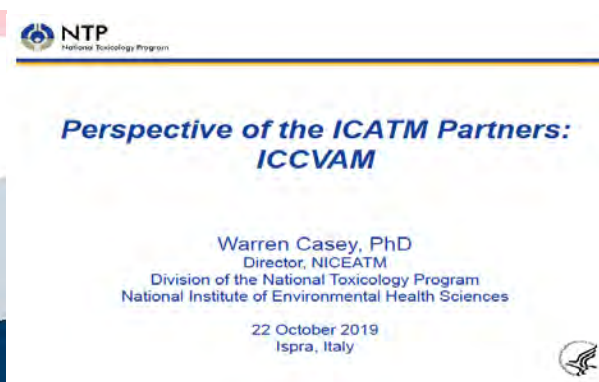 NTP
National Toxicology Program
Perspective of the ICATM Partners:
ICCVAM
Warren Casey, PhD
Director, NICEATM
Division of the National Toxicology Program
National Institute of Environmental Health Sciences
22 October 2019
Ispra, Italy